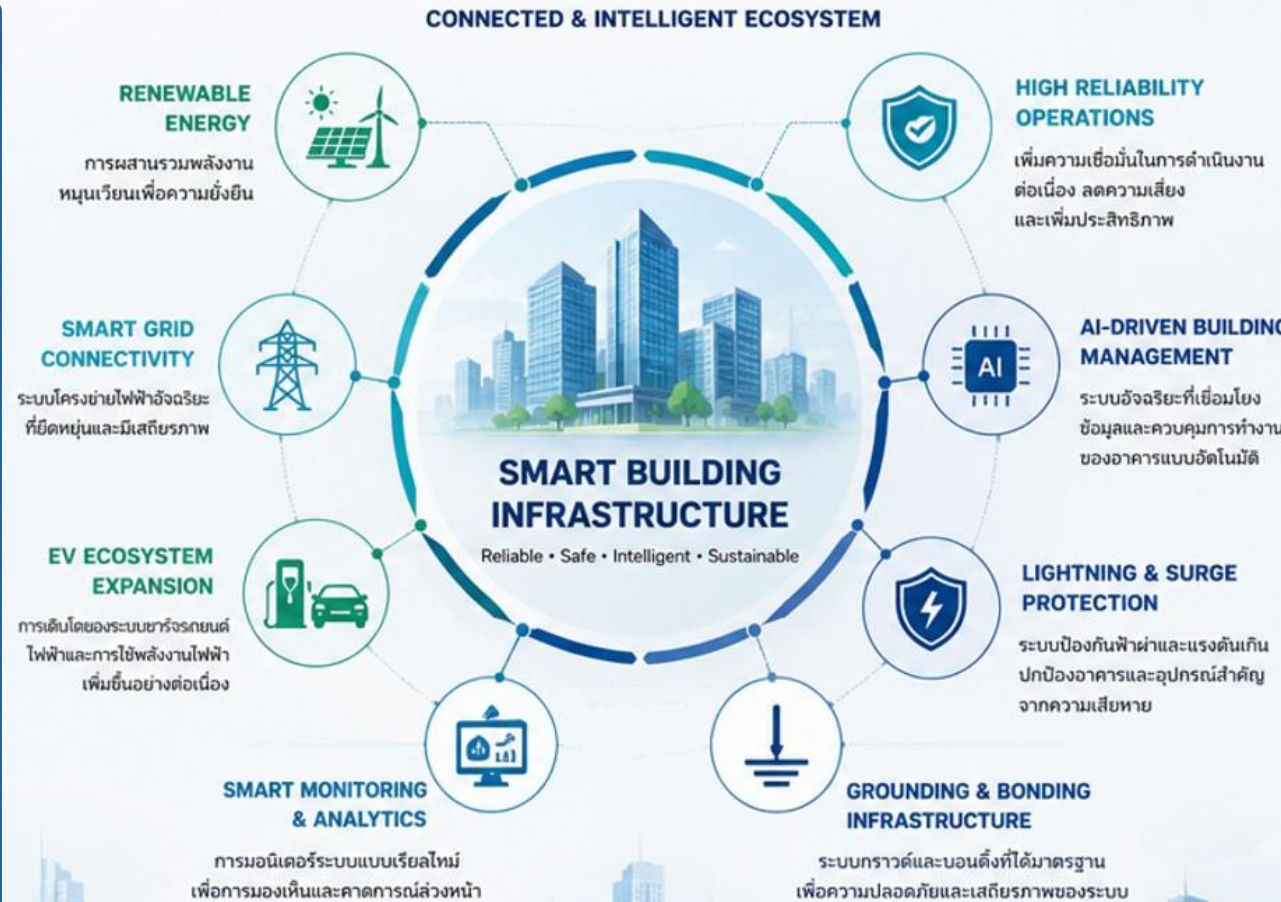 CONNECTED & INTELLIGENT ECOSYSTEM
RENEWABLE
ENERGY
การผสานรวมพลังงาน
หมุนเวียนเพื่อความยั่งยืน
HIGH RELIABILITY
OPERATIONS
เพิ่มความเชื่อมั่นในการดำเนินงาน
ต่อเนื่อง ลดความเสี่ยง
และเพิ่มประสิทธิภาพ
SMART GRID
CONNECTIVITY
ระบบโครงข่ายไฟฟ้าอัจฉริยะ
ที่ยืดหยุ่นและมีเสถียรภาพ
AI
AI-DRIVEN BUILDING
MANAGEMENT
ระบบอัจฉริยะที่เชื่อมโยง
ข้อมูลและควบคุมการทำงาน
ของอาคารแบบอัตโนมัติ
SMART BUILDING
INFRASTRUCTURE
Reliable • Safe • Intelligent • Sustainable
EV ECOSYSTEM
EXPANSION
การเติบโตของระบบชาร์จรถยนต์
ไฟฟ้าและการใช้พลังงานไฟฟ้า
เพิ่มขึ้นอย่างต่อเนื่อง
LIGHTNING & SURGE
PROTECTION
ระบบป้องกันฟ้าผ่าและแรงดันเกิน
ปกป้องอาคารและอุปกรณ์สำคัญ
จากความเสียหาย
SMART MONITORING
& ANALYTICS
การมอนิเตอร์ระบบแบบเรียลไทม์
เพื่อการมองเห็นและคาดการณ์ล่วงหน้า
GROUNDING & BONDING
INFRASTRUCTURE
ระบบกราวด์และบอนดิ้งที่ได้มาตรฐาน
เพื่อความปลอดภัยและเสถียรภาพของระบบ